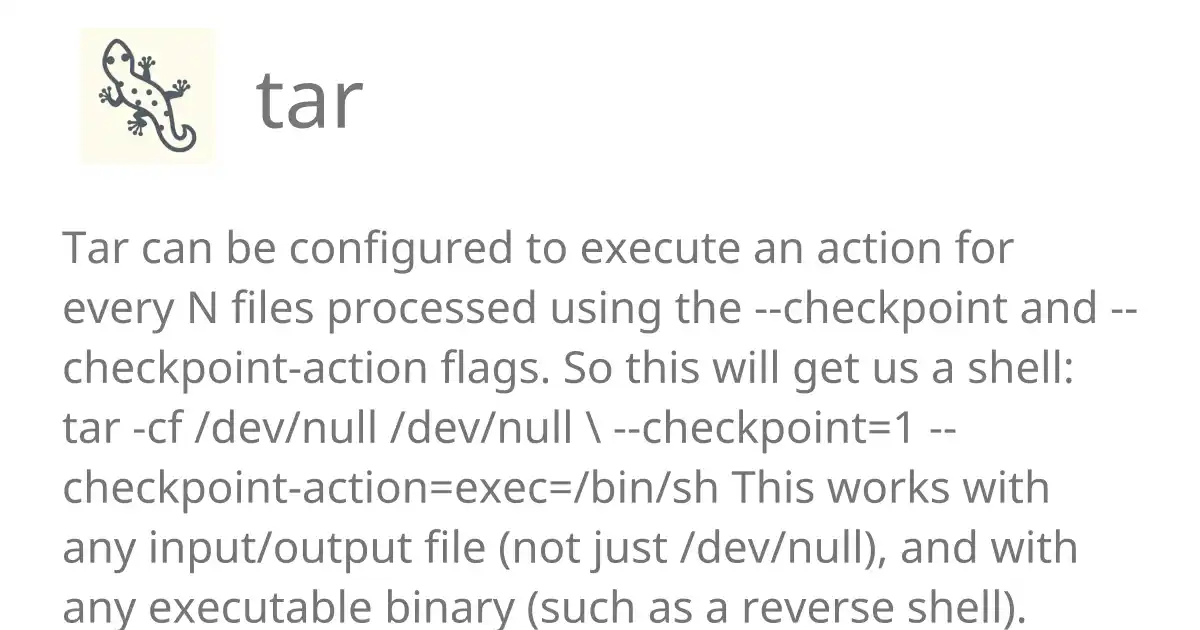 tar
Tar can be configured to execute an action for
every N files processed using the --checkpoint and --
checkpoint-action flags. So this will get us a shell:
tar -cf /dev/null /dev/null \ --checkpoint=1 --
checkpoint-action=exec=/bin/sh This works with
any input/output file (not just /dev/null), and with
any executable binary (such as a reverse shell).